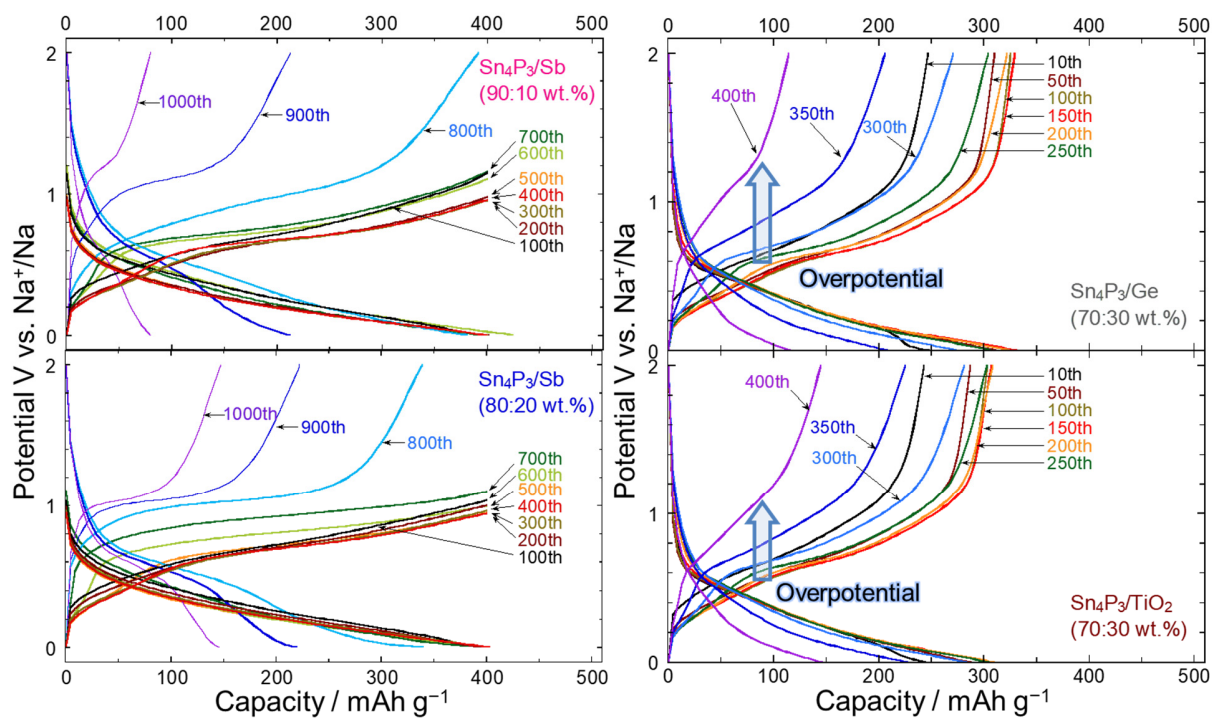 0 100 200 300 400 500
2
1
0
Sn₄P₃/Sb
(90:10 wt.%)
1000th
900th
800th
700th
600th
500th
400th
300th
200th
100th
2
1
0
Sn₄P₃/Sb
(80:20 wt.%)
1000th
900th
800th
700th
600th
500th
400th
300th
200th
100th
0 100 200 300 400 500
Potential V vs. Na⁺/Na
Capacity / mAh g⁻¹
0 100 200 300 400 500
2
1
0
400th
350th
300th
10th
50th
100th
150th
200th
250th
Overpotential
Sn₄P₃/Ge
(70:30 wt.%)
2
1
0
400th
350th
300th
10th
50th
100th
150th
200th
250th
Overpotential
Sn₄P₃/TiO₂
(70:30 wt.%)
0 100 200 300 400 500
Potential V vs. Na⁺/Na
Capacity / mAh g⁻¹